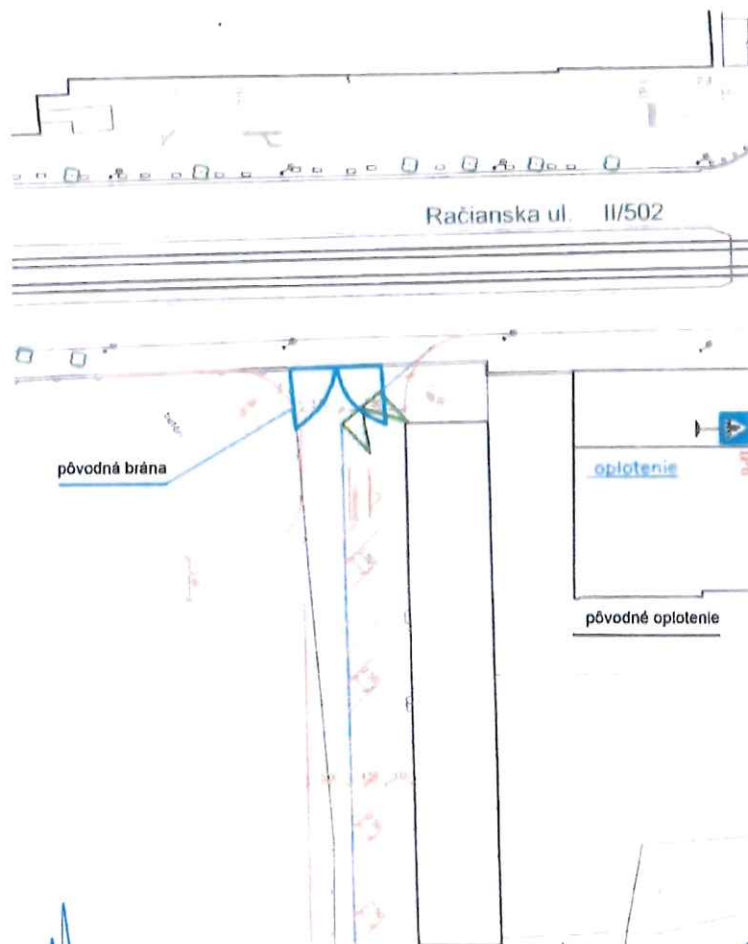 Račianska ul. II/502
pôvodná brána
oplotenie
pôvodné oplotenie